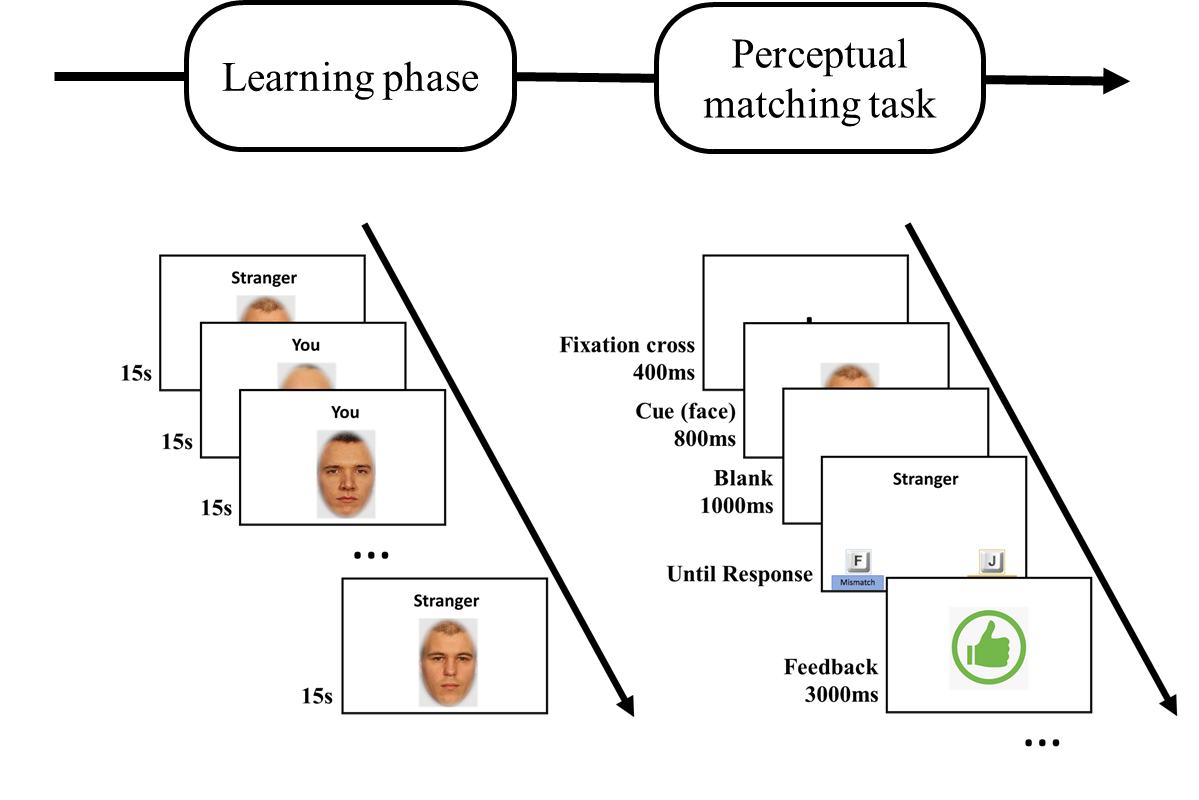 Learning phase
Perceptual
matching task
Stranger
15s
You
15s
You
15s
...
Stranger
15s
Fixation cross
400ms
Cue (face)
800ms
Blank
1000ms
Stranger
F
J
Mismatch
Until Response
Feedback
3000ms
...